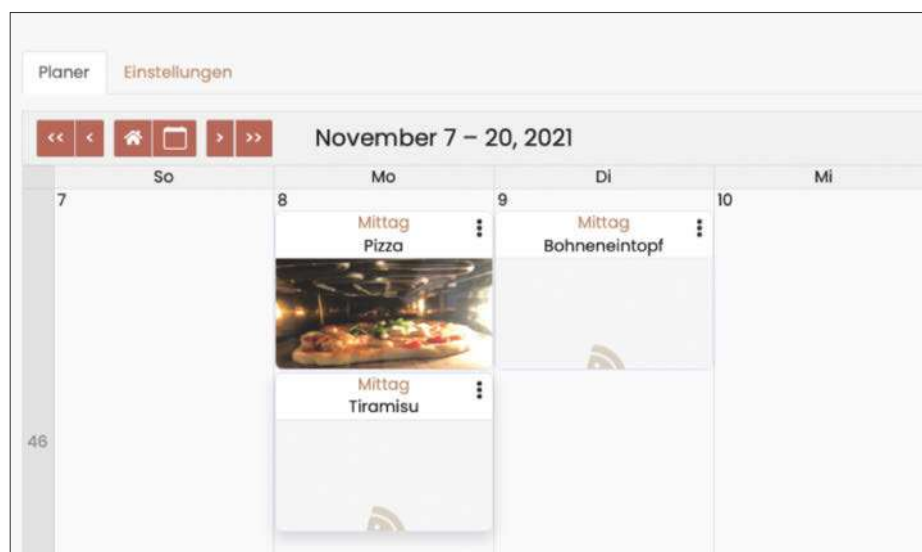 Planer Einstellungen
<< < > >> November 7 – 20, 2021
So Mo Di Mi
7 8 9 10
Mittag Mittag
Pizza Bohneneintopf
Mittag
Tiramisu
46